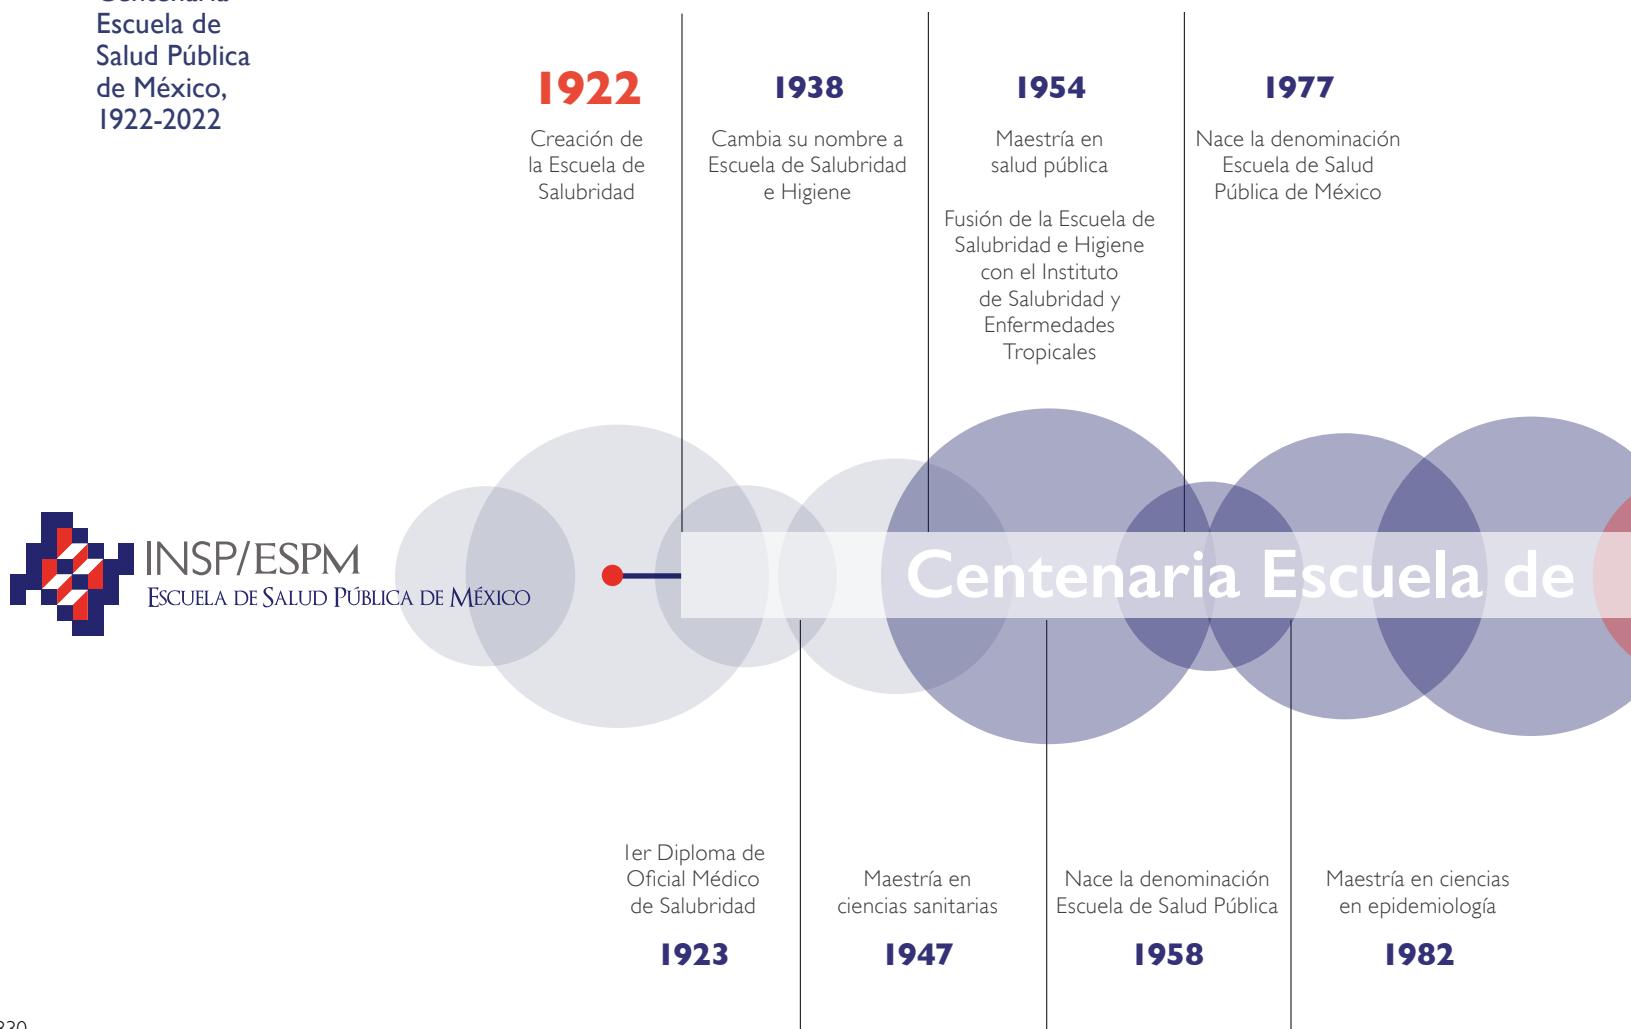 Centenaria
Escuela de
Salud Pública
de México,
1922-2022
1922
Creación de
la Escuela de
Salubridad
1938
Cambia su nombre a
Escuela de Salubridad
e Higiene
1954
Maestría en
salud pública
Fusión de la Escuela de
Salubridad e Higiene
con el Instituto
de Salubridad y
Enfermedades
Tropicales
1977
Nace la denominación
Escuela de Salud
Pública de México
INSP/ESPM
ESCUELA DE SALUD PÚBLICA DE MÉXICO
Centenaria Escuela de
1er Diploma de
Oficial Médico
de Salubridad
1923
Maestría en
ciencias sanitarias
1947
Nace la denominación
Escuela de Salud Pública
1958
Maestría en ciencias
en epidemiología
1982